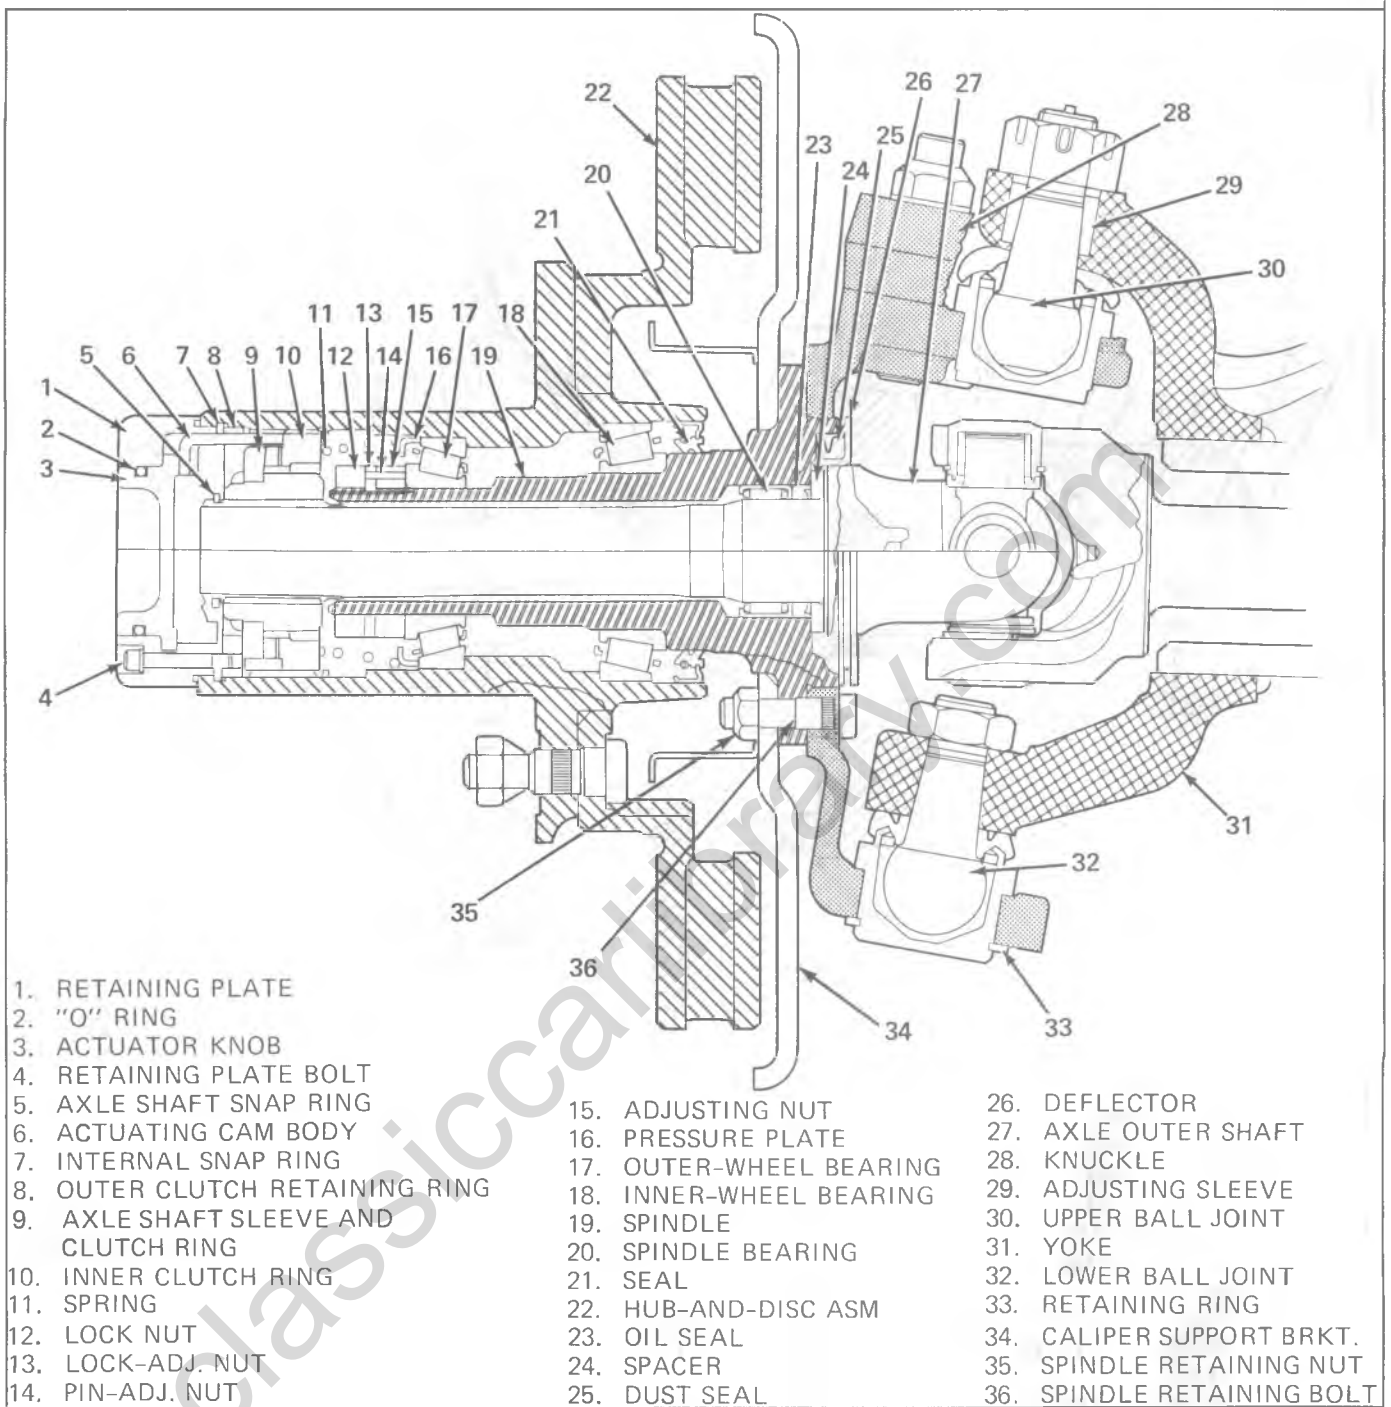 22
26
27
28
25
23
20
24
29
21
30
11
13
15
17
18
5
6
7
8
9
10
12
14
16
19
1
2
3
4
31
32
35
36
34
33
1. RETAINING PLATE
2. "O" RING
3. ACTUATOR KNOB
4. RETAINING PLATE BOLT
5. AXLE SHAFT SNAP RING
6. ACTUATING CAM BODY
7. INTERNAL SNAP RING
8. OUTER CLUTCH RETAINING RING
9. AXLE SHAFT SLEEVE AND
CLUTCH RING
10. INNER CLUTCH RING
11. SPRING
12. LOCK NUT
13. LOCK-ADJ. NUT
14. PIN-ADJ. NUT
15. ADJUSTING NUT
16. PRESSURE PLATE
17. OUTER-WHEEL BEARING
18. INNER-WHEEL BEARING
19. SPINDLE
20. SPINDLE BEARING
21. SEAL
22. HUB-AND-DISC ASM
23. OIL SEAL
24. SPACER
25. DUST SEAL
26. DEFLECTOR
27. AXLE OUTER SHAFT
28. KNUCKLE
29. ADJUSTING SLEEVE
30. UPPER BALL JOINT
31. YOKE
32. LOWER BALL JOINT
33. RETAINING RING
34. CALIPER SUPPORT BRKT.
35. SPINDLE RETAINING NUT
36. SPINDLE RETAINING BOLT
classiccarlibrary.com